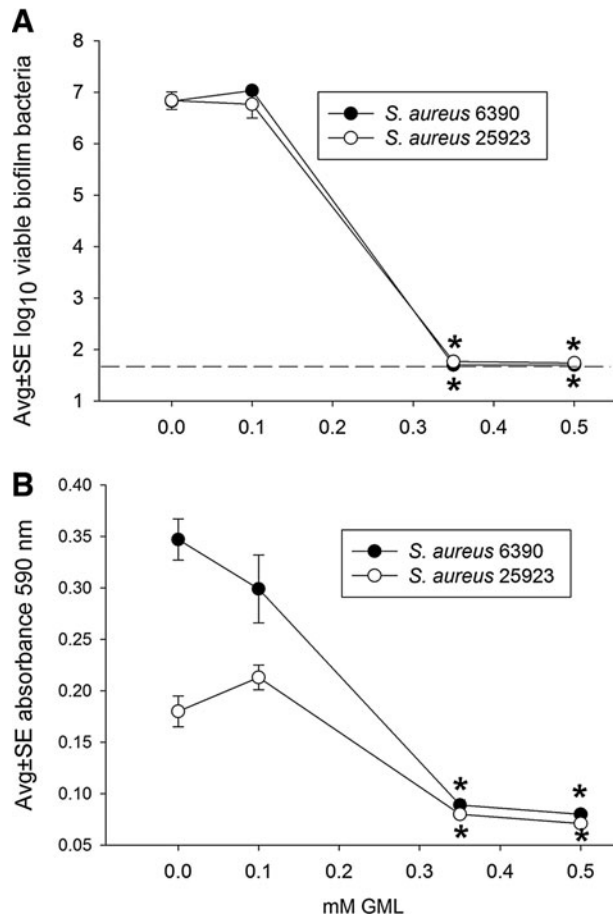 A
Avg±SE log10 viable biofilm bacteria
8
7
6
5
4
3
2
1
S. aureus 6390
S. aureus 25923
*
*
*
*
0.0 0.1 0.2 0.3 0.4 0.5
B
Avg±SE absorbance 590 nm
0.40
0.35
0.30
0.25
0.20
0.15
0.10
0.05
S. aureus 6390
S. aureus 25923
*
*
*
*
0.0 0.1 0.2 0.3 0.4 0.5
mM GML